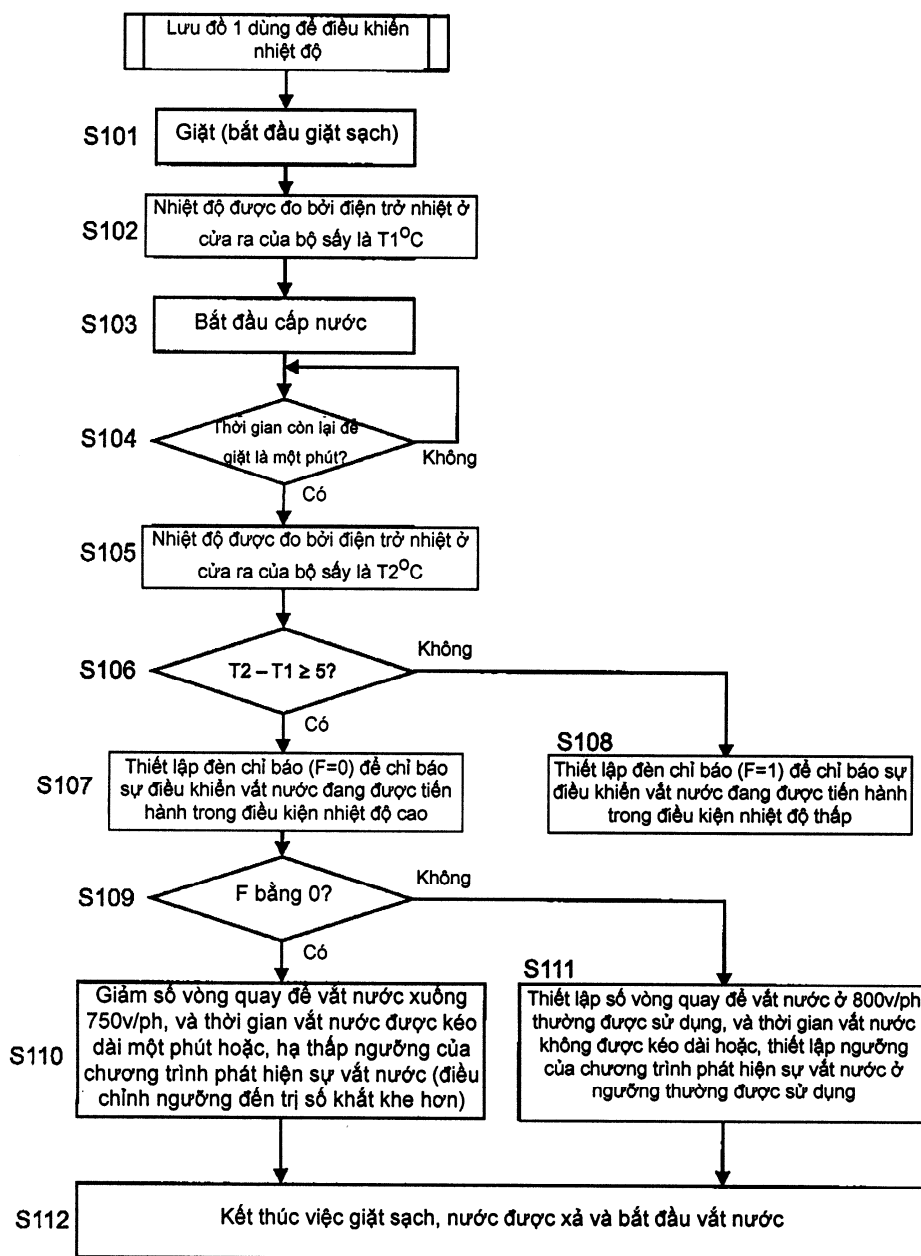 Lưu đồ 1 dùng để điều khiến
nhiệt độ
S101
Giặt (bắt đầu giặt sạch)
S102
Nhiệt độ được đo bởi điện trở nhiệt ở
cửa ra của bộ sấy là T1°C
S103
Bắt đầu cấp nước
S104
Thời gian còn lại để
giặt là một phút?
Không
Có
S105
Nhiệt độ được đo bởi điện trở nhiệt ở
cửa ra của bộ sấy là T2°C
S106
T2 – T1 ≥ 5?
Không
Có
S107
Thiết lập đèn chỉ báo (F=0) để chỉ báo
sự điều khiến vắt nước đang được tiến
hành trong điều kiện nhiệt độ cao
S108
Thiết lập đèn chỉ báo (F=1) để chỉ báo sự
điều khiến vắt nước đang được tiến hành
trong điều kiện nhiệt độ thấp
S109
F bằng 0?
Không
Có
S110
Giảm số vòng quay để vắt nước xuống
750v/ph, và thời gian vắt nước được kéo
dài một phút hoặc, hạ thấp ngưỡng của
chương trình phát hiện sự vắt nước (điều
chỉnh ngưỡng đến trị số khắt khe hơn)
S111
Thiết lập số vòng quay để vắt nước ở 800v/ph
thường được sử dụng, và thời gian vắt nước
không được kéo dài hoặc, thiết lập ngưỡng
của chương trình phát hiện sự vắt nước ở
ngưỡng thường được sử dụng
S112
Kết thúc việc giặt sạch, nước được xả và bắt đầu vắt nước